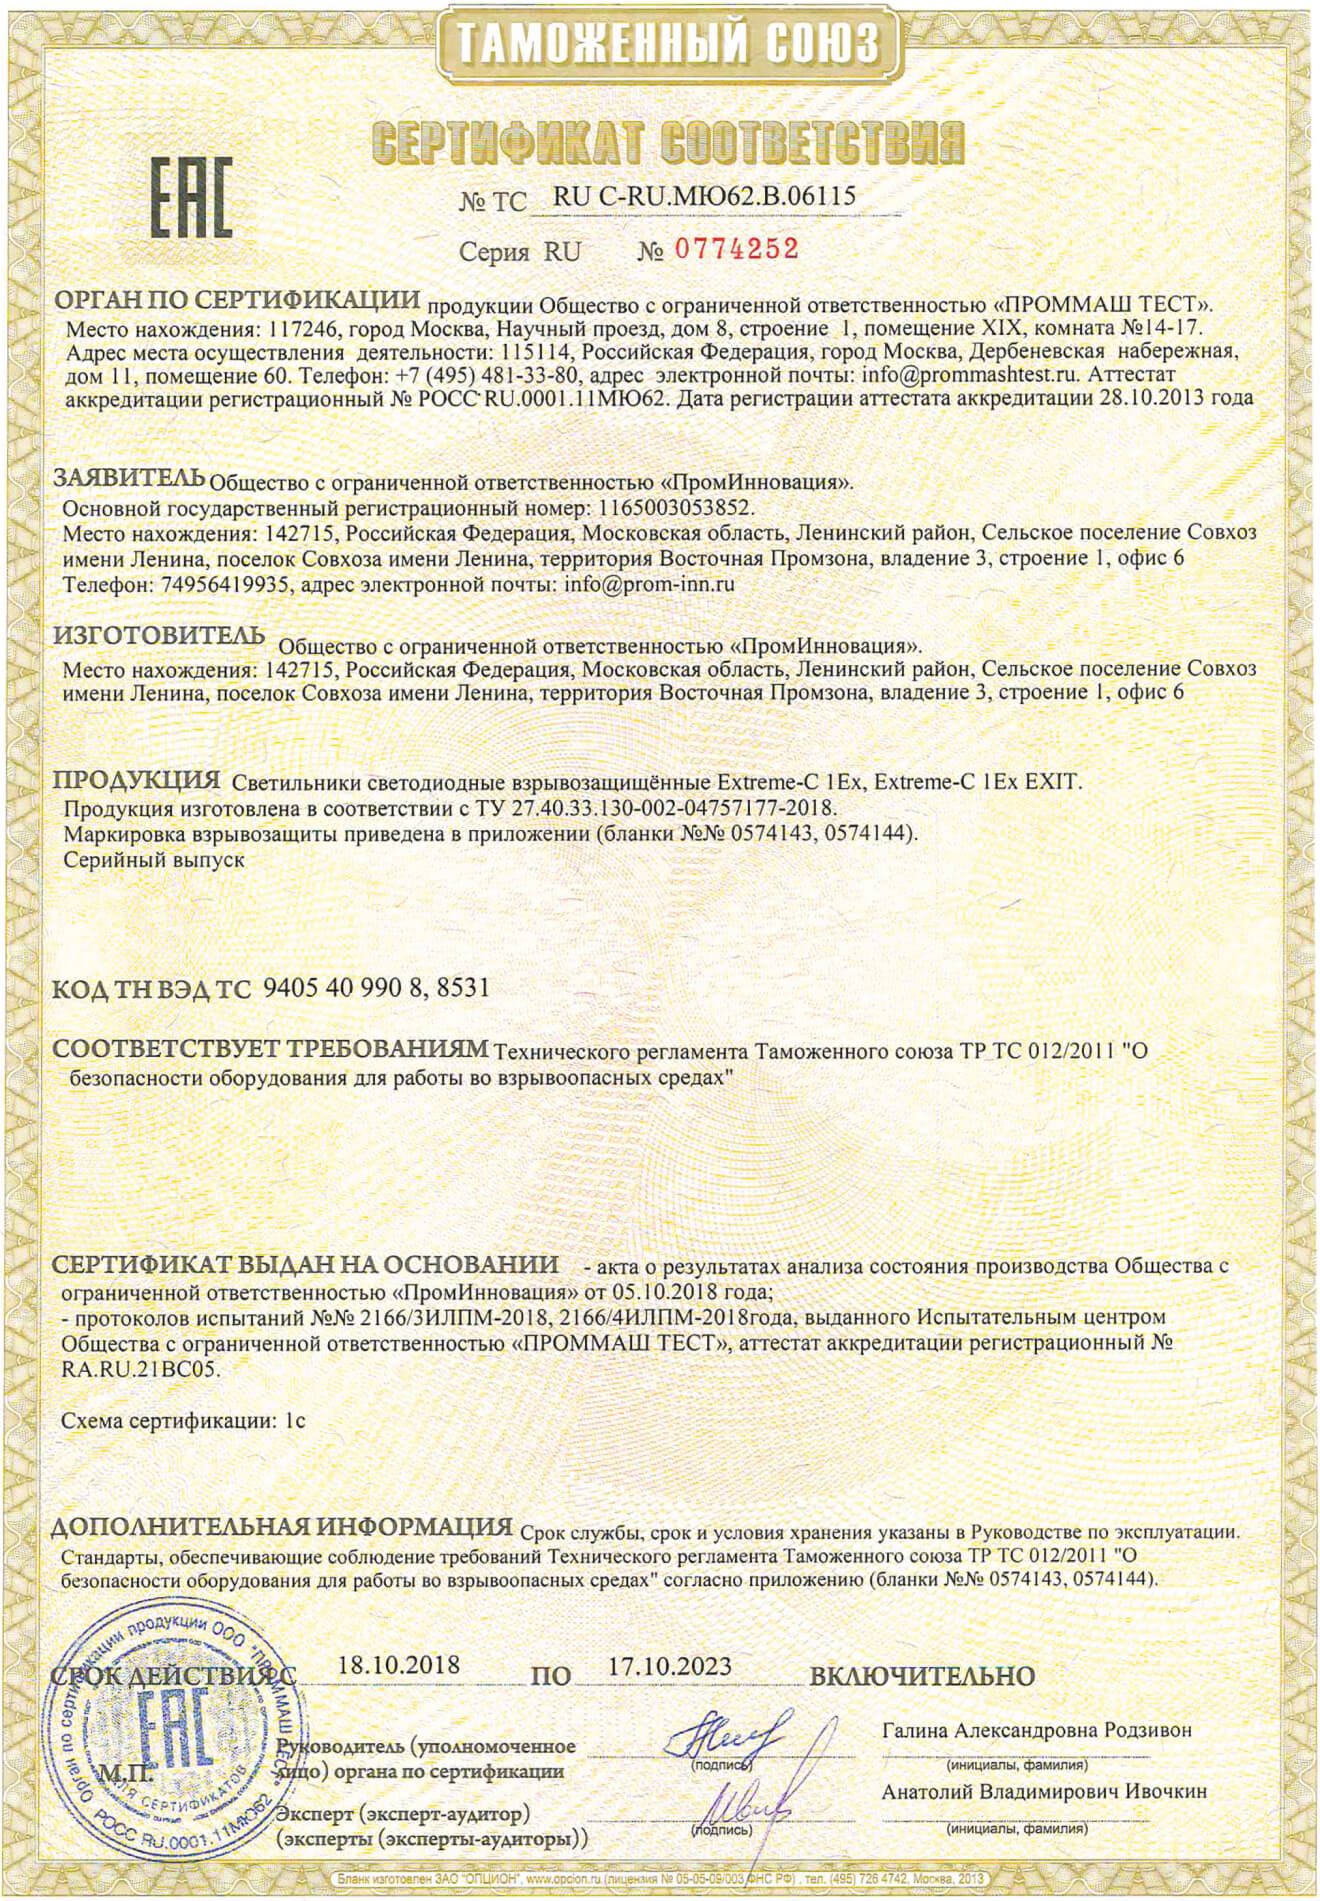 ТАМОЖЕННЫЙ СОЮЗ
СЕРТИФИКАТ СООТВЕТСТВИЯ
ЕАС
№ ТС RU С-RU.МЮ62.В.06115
Серия RU № 0774252
ОРГАН ПО СЕРТИФИКАЦИИ продукции Общество с ограниченной ответственностью «ПРОММАШ ТЕСТ».
Место нахождения: 117246, город Москва, Научный проезд, дом 8, строение 1, помещение XIX, комната №14-17.
Адрес места осуществления деятельности: 115114, Российская Федерация, город Москва, Дербеневская набережная,
дом 11, помещение 60. Телефон: +7 (495) 481-33-80, адрес электронной почты: info@prommashtest.ru. Аттестат
аккредитации регистрационный № РОСС RU.0001.11МЮ62. Дата регистрации аттестата аккредитации 28.10.2013 года
ЗАЯВИТЕЛЬ Общество с ограниченной ответственностью «ПромИнновация».
Основной государственный регистрационный номер: 1165003053852.
Место нахождения: 142715, Российская Федерация, Московская область, Ленинский район, Сельское поселение Совхоз
имени Ленина, поселок Совхоза имени Ленина, территория Восточная Промзона, владение 3, строение 1, офис 6
Телефон: 74956419935, адрес электронной почты: info@prom-inn.ru
ИЗГОТОВИТЕЛЬ Общество с ограниченной ответственностью «ПромИнновация».
Место нахождения: 142715, Российская Федерация, Московская область, Ленинский район, Сельское поселение Совхоз
имени Ленина, поселок Совхоза имени Ленина, территория Восточная Промзона, владение 3, строение 1, офис 6
ПРОДУКЦИЯ Светильники светодиодные взрывозащищённые Extreme-C 1Ex, Extreme-C 1Ex EXIT.
Продукция изготовлена в соответствии с ТУ 27.40.33.130-002-04757177-2018.
Маркировка взрывозащиты приведена в приложении (бланки №№ 0574143, 0574144).
Серийный выпуск
КОД ТН ВЭД ТС 9405 40 990 8, 8531
СООТВЕТСТВУЕТ ТРЕБОВАНИЯМ Технического регламента Таможенного союза ТР ТС 012/2011 "О
безопасности оборудования для работы во взрывоопасных средах"
СЕРТИФИКАТ ВЫДАН НА ОСНОВАНИИ - акта о результатах анализа состояния производства Общества с
ограниченной ответственностью «ПромИнновация» от 05.10.2018 года;
- протоколов испытаний №№ 2166/3ИЛПМ-2018, 2166/4ИЛПМ-2018года, выданного Испытательным центром
Общества с ограниченной ответственностью «ПРОММАШ ТЕСТ», аттестат аккредитации регистрационный №
RA.RU.21ВС05.
Схема сертификации: 1с
ДОПОЛНИТЕЛЬНАЯ ИНФОРМАЦИЯ Срок службы, срок и условия хранения указаны в Руководстве по эксплуатации.
Стандарты, обеспечивающие соблюдение требований Технического регламента Таможенного союза ТР ТС 012/2011 "О
безопасности оборудования для работы во взрывоопасных средах" согласно приложению (бланки №№ 0574143, 0574144).
СРОК ДЕЙСТВИЯ С 18.10.2018 ПО 17.10.2023 ВКЛЮЧИТЕЛЬНО
Орган по сертификации продукции ООО "ПРОММАШ ТЕСТ"
РОСС RU.0001.11МЮ62
ЕАС
ДЛЯ СЕРТИФИКАТОВ
М.П.
Руководитель (уполномоченное
лицо) органа по сертификации
(подпись)
Галина Александровна Родзивон
(инициалы, фамилия)
Эксперт (эксперт-аудитор)
(эксперты (эксперты-аудиторы))
(подпись)
Анатолий Владимирович Ивочкин
(инициалы, фамилия)
Бланк изготовлен ЗАО "ОПЦИОН", www.opcion.ru (лицензия № 05-05-09/003 ФНС РФ), тел. (495) 726 4742, Москва, 2013